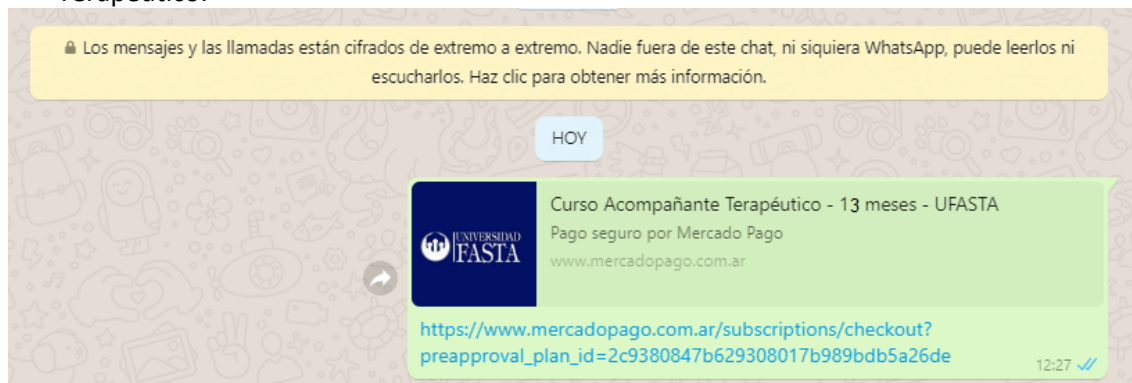 Terapéutico:
Los mensajes y las llamadas están cifrados de extremo a extremo. Nadie fuera de este chat, ni siquiera WhatsApp, puede leerlos ni
escucharlos. Haz clic para obtener más información.
HOY
UNIVERSIDAD
FASTA
Curso Acompañante Terapéutico - 13 meses - UFASTA
Pago seguro por Mercado Pago
www.mercadopago.com.ar
https://www.mercadopago.com.ar/subscriptions/checkout?
preapproval_plan_id=2c9380847b629308017b989bdb5a26de
12:27